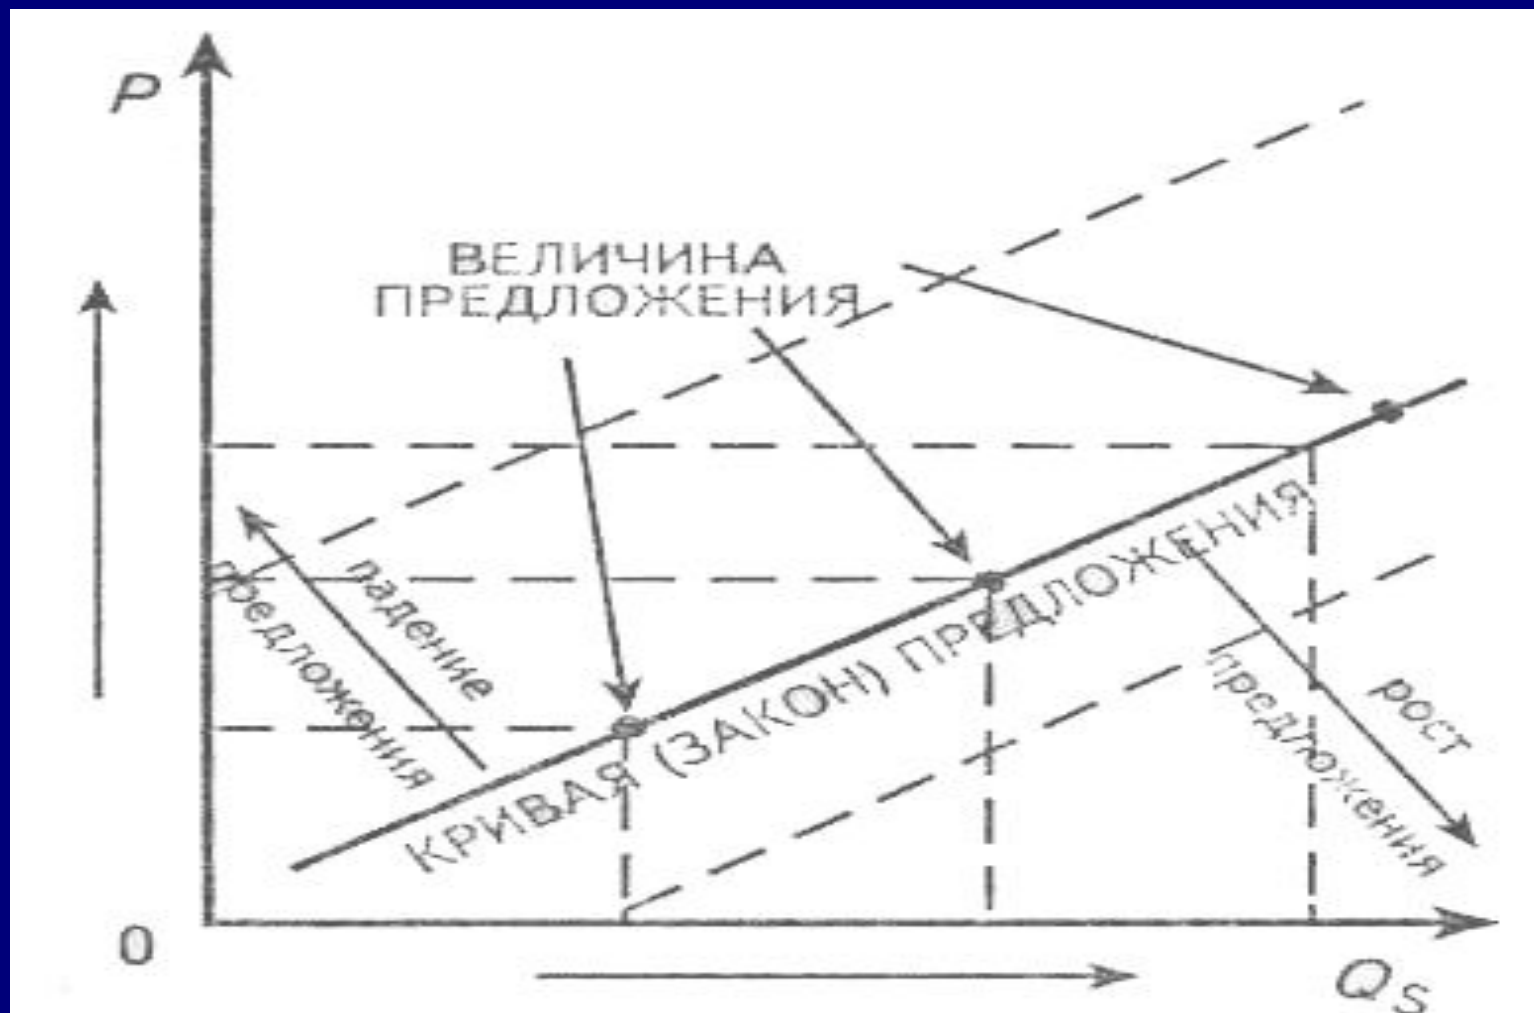 P
ВЕЛИЧИНА
ПРЕДЛОЖЕНИЯ
падение
предложения
КРИВАЯ (ЗАКОН) ПРЕДЛОЖЕНИЯ
рост
предложения
0
Qs